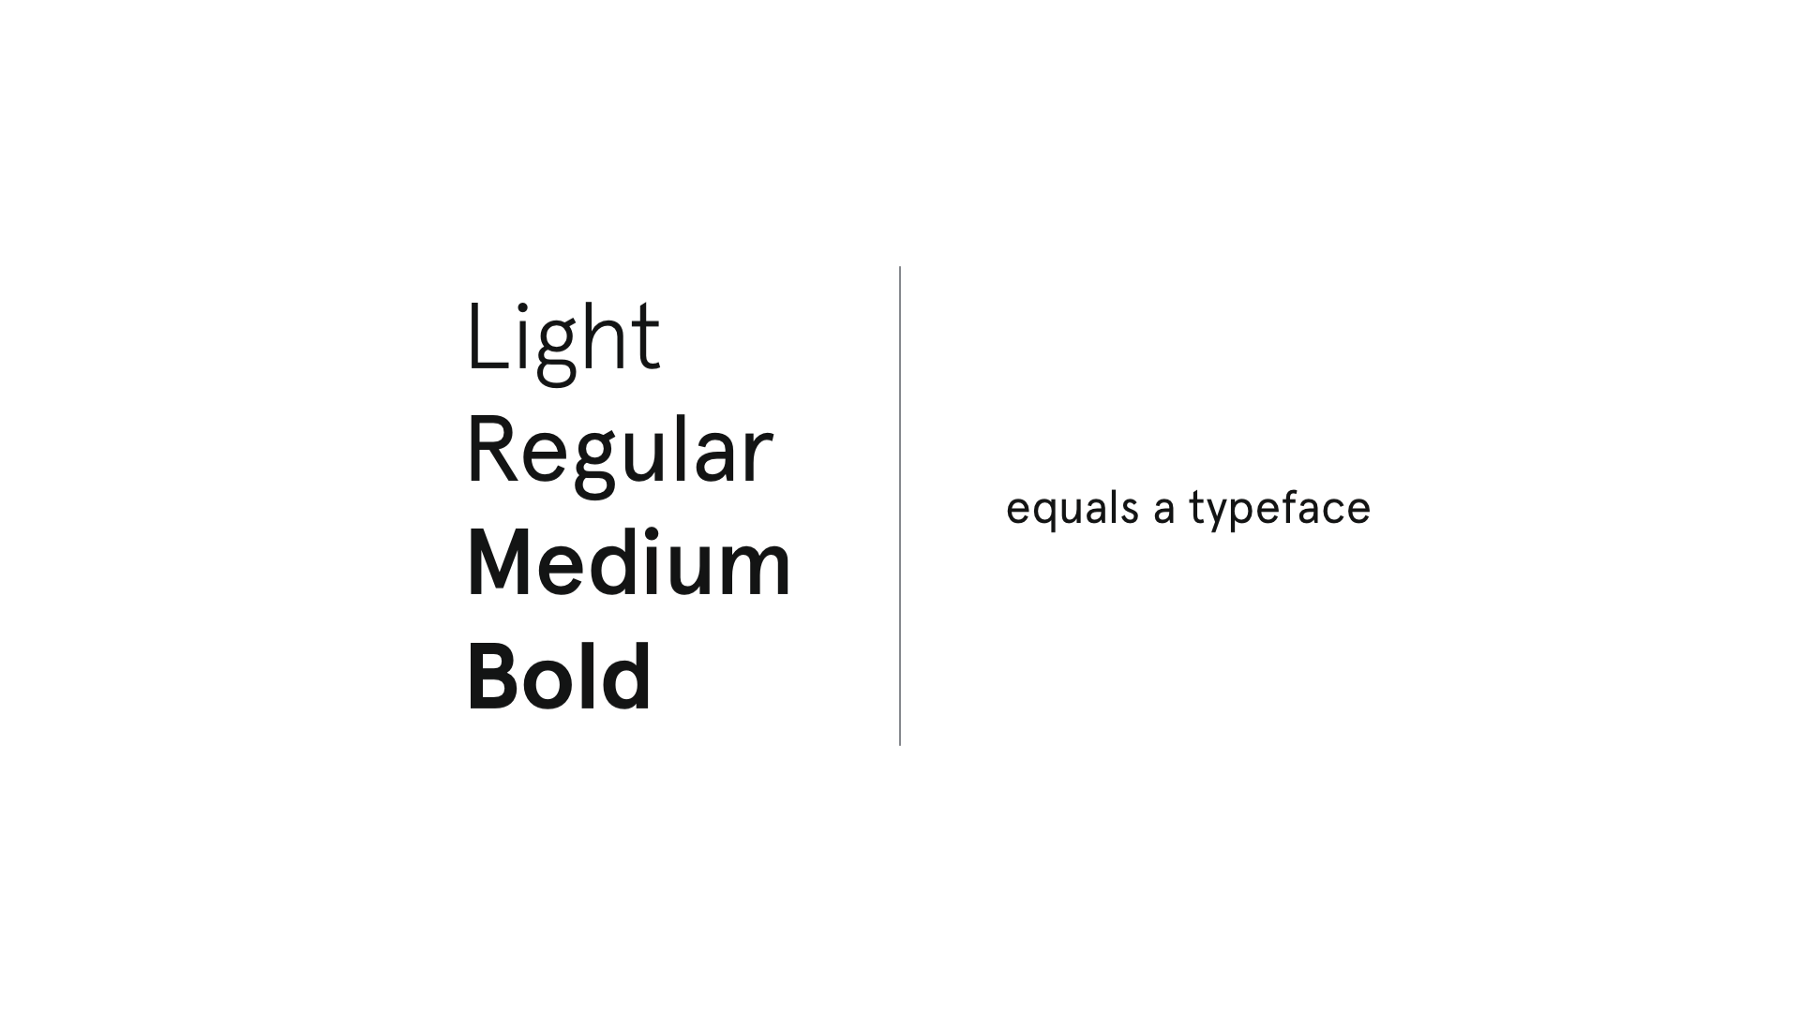 Light
Regular
Medium
Bold
equals a typeface